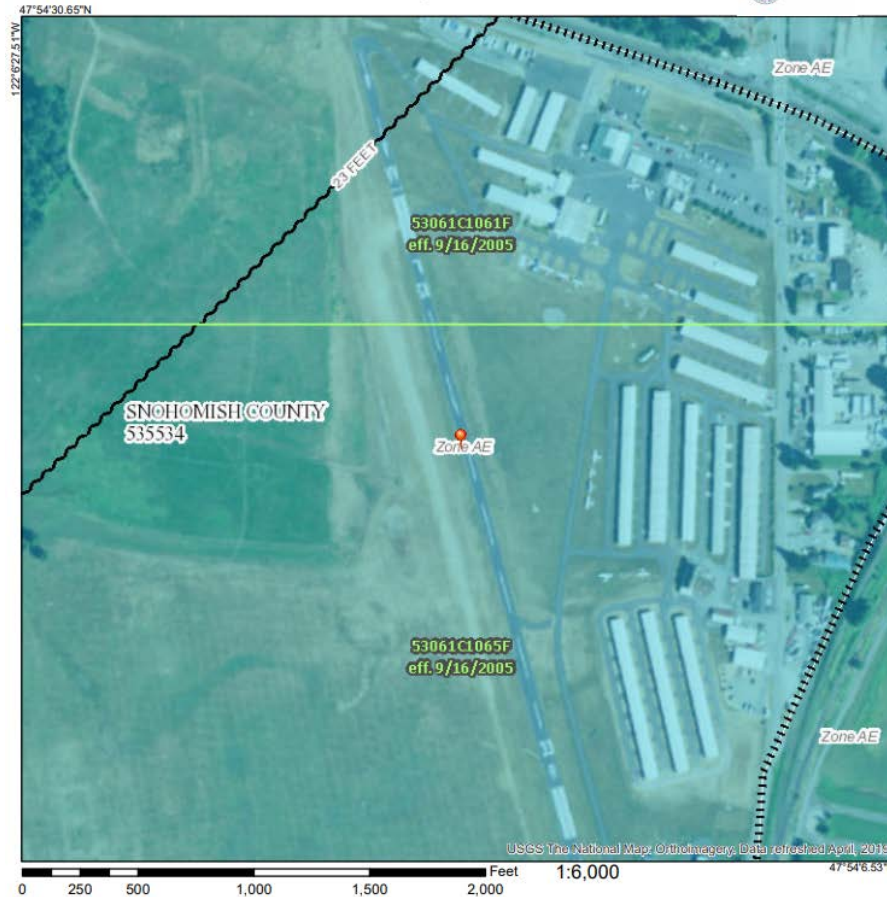 47°54'30.65"N
122°6'27.51"W
Zone AE
23 FEET
53061C1061F
eff. 9/16/2005
SNOHOMISH COUNTY
535534
Zone AE
53061C1065F
eff. 9/16/2005
Zone AE
USGS The National Map: Orthoimagery. Data refreshed April, 2019
47°54'6.53"
Feet
1:6,000
0
250
500
1,000
1,500
2,000